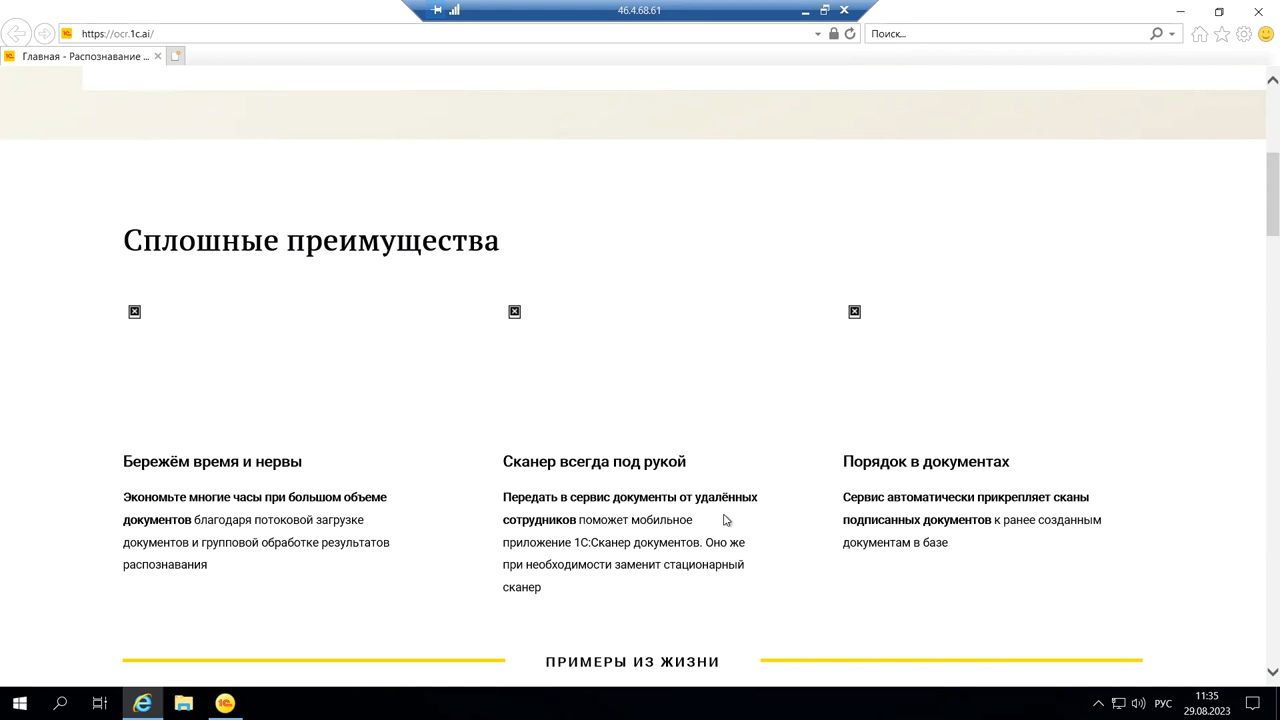 46.4.68.61
https://ocr.1c.ai/
Поиск...
Главная - Распознавание ...
Сплошные преимущества
Бережём время и нервы
Экономьте многие часы при большом объеме
документов благодаря потоковой загрузке
документов и групповой обработке результатов
распознавания
Сканер всегда под рукой
Передать в сервис документы от удалённых
сотрудников поможет мобильное
приложение 1С:Сканер документов. Оно же
при необходимости заменит стационарный
сканер
Порядок в документах
Сервис автоматически прикрепляет сканы
подписанных документов к ранее созданным
документам в базе
ПРИМЕРЫ ИЗ ЖИЗНИ
РУС
11:35
29.08.2023